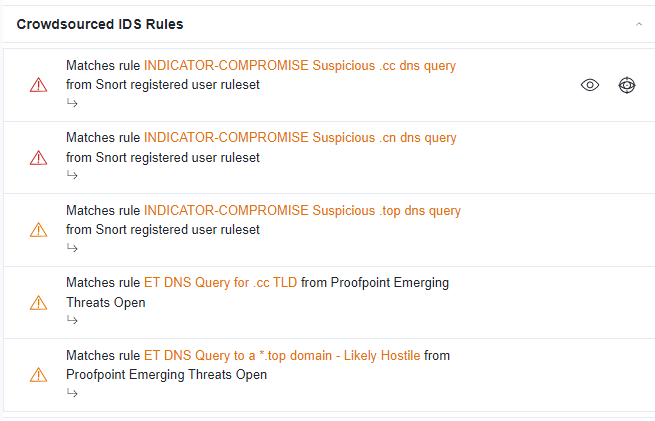 Crowdsourced IDS Rules
Matches rule INDICATOR-COMPROMISE Suspicious .cc dns query
from Snort registered user ruleset
Matches rule INDICATOR-COMPROMISE Suspicious .cn dns query
from Snort registered user ruleset
Matches rule INDICATOR-COMPROMISE Suspicious .top dns query
from Snort registered user ruleset
Matches rule ET DNS Query for .cc TLD from Proofpoint Emerging
Threats Open
Matches rule ET DNS Query to a *.top domain - Likely Hostile from
Proofpoint Emerging Threats Open